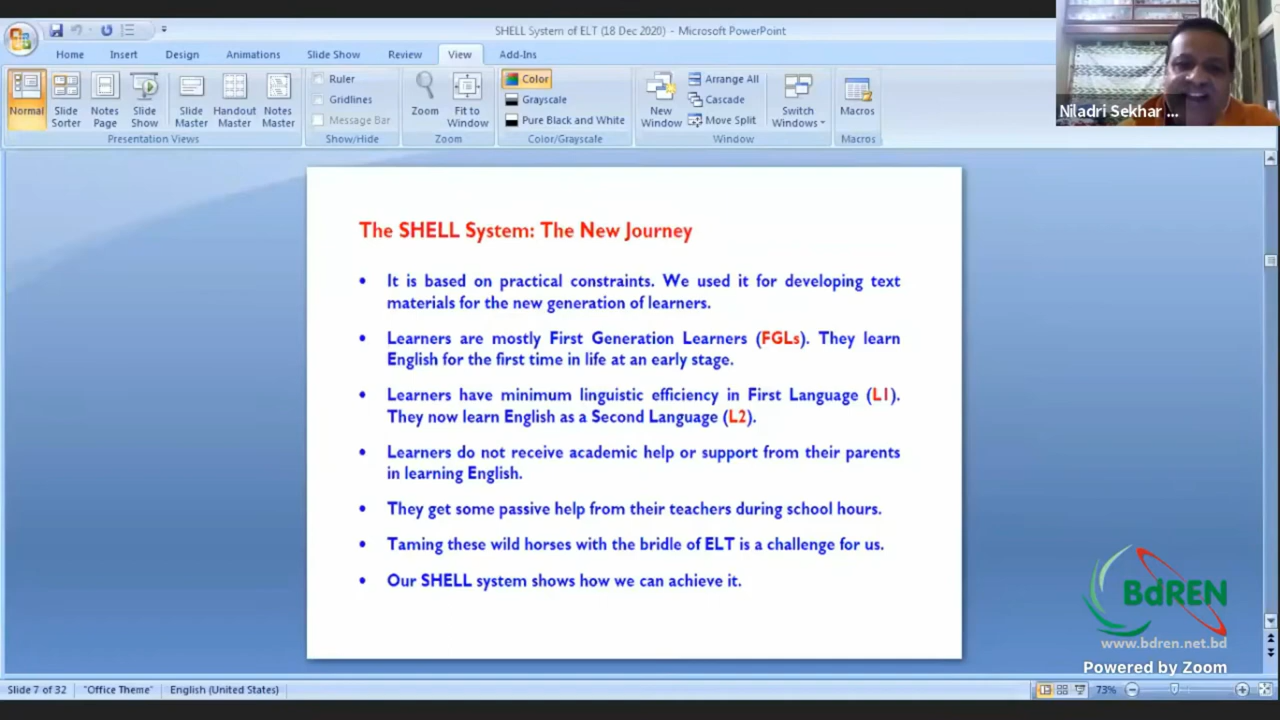 SHELL System of ELT (18 Dec 2020) - Microsoft PowerPoint
Home Insert Design Animations Slide Show Review View Add-Ins
Normal
Slide Sorter
Notes Page
Slide Show
Slide Master
Handout Master
Notes Master
Presentation Views
Ruler
Gridlines
Message Bar
Show/Hide
Zoom
Fit to Window
Zoom
Color
Grayscale
Pure Black and White
Color/Grayscale
New Window
Arrange All
Cascade
Move Split
Switch Windows
Window
Macros
Macros
Niladri Sekhar ...
The SHELL System: The New Journey
• It is based on practical constraints. We used it for developing text
materials for the new generation of learners.
• Learners are mostly First Generation Learners (FGLs). They learn
English for the first time in life at an early stage.
• Learners have minimum linguistic efficiency in First Language (L1).
They now learn English as a Second Language (L2).
• Learners do not receive academic help or support from their parents
in learning English.
• They get some passive help from their teachers during school hours.
• Taming these wild horses with the bridle of ELT is a challenge for us.
• Our SHELL system shows how we can achieve it.
BdREN
www.bdren.net.bd
Powered by Zoom
Slide 7 of 32 "Office Theme" English (United States) 73%